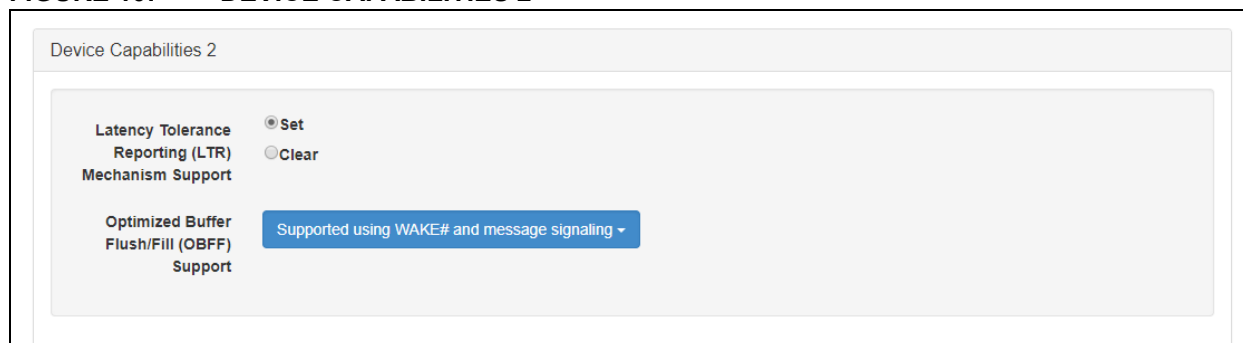 Device Capabilities 2
Latency Tolerance
Reporting (LTR)
Mechanism Support
Set
Clear
Optimized Buffer
Flush/Fill (OBFF)
Support
Supported using WAKE# and message signaling